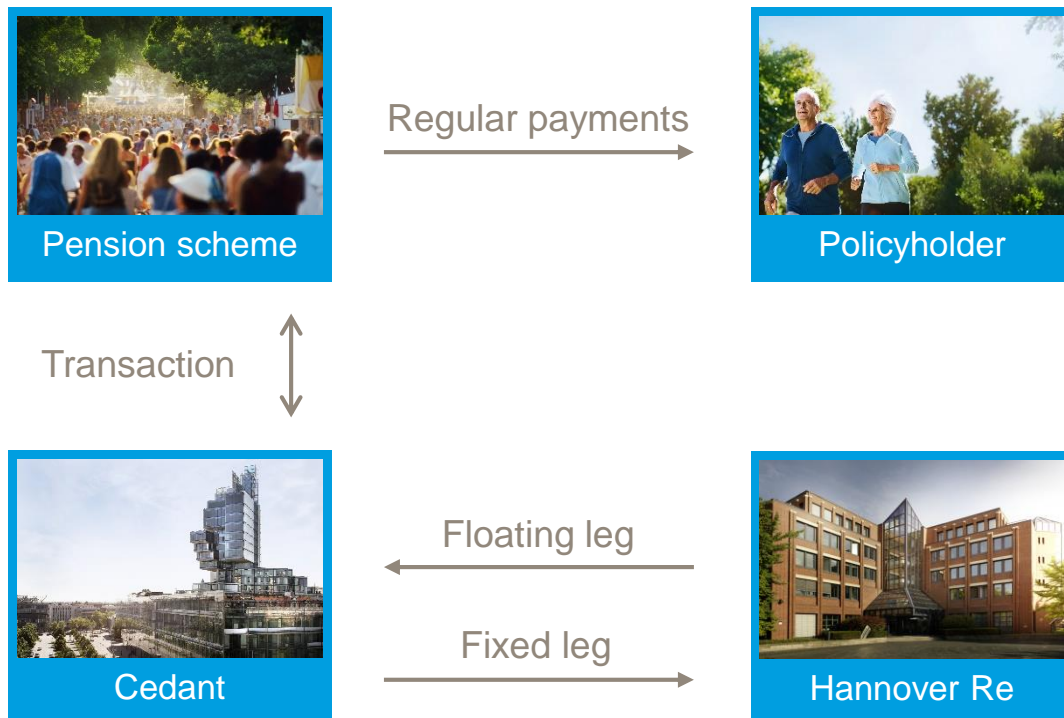 Regular payments
Pension scheme
Policyholder
Transaction
Floating leg
Fixed leg
Cedant
Hannover Re